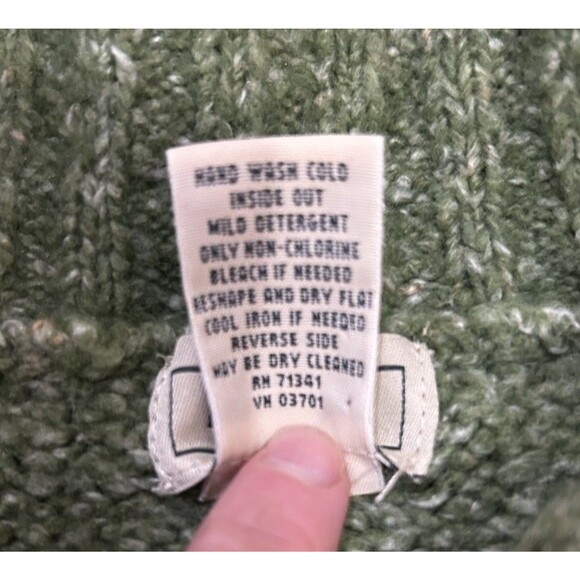 HAND WASH COLD
INSIDE OUT
MILD DETERGENT
ONLY NON-CHLORINE
BLEACH IF NEEDED
RESHAPE AND DRY FLAT
COOL IRON IF NEEDED
REVERSE SIDE
MAY BE DRY CLEANED
RN 71341
VN 03701